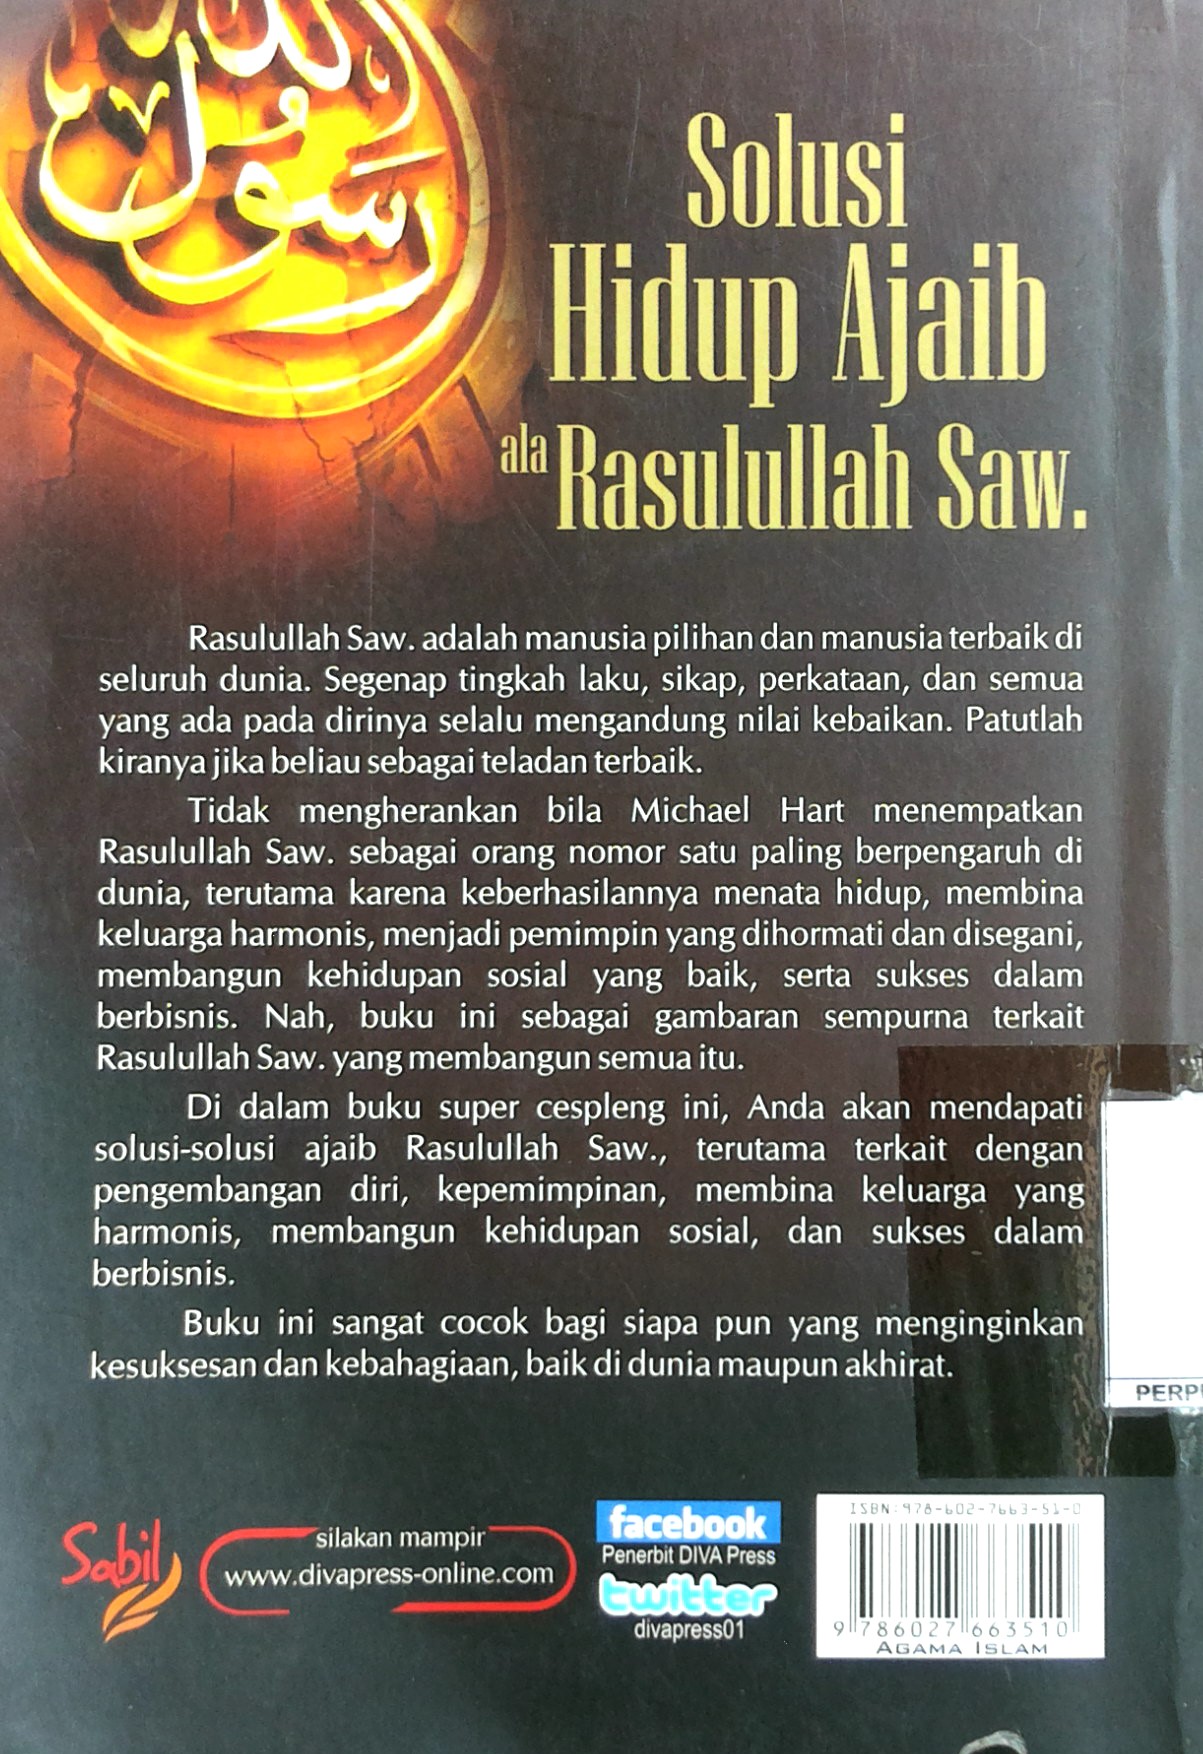 رسول
الله
Solusi
Hidup Ajaib
ala Rasulullah Saw.
Rasulullah Saw. adalah manusia pilihan dan manusia terbaik di
seluruh dunia. Segenap tingkah laku, sikap, perkataan, dan semua
yang ada pada dirinya selalu mengandung nilai kebaikan. Patutlah
kiranya jika beliau sebagai teladan terbaik.
Tidak mengherankan bila Michael Hart menempatkan
Rasulullah Saw. sebagai orang nomor satu paling berpengaruh di
dunia, terutama karena keberhasilannya menata hidup, membina
keluarga harmonis, menjadi pemimpin yang dihormati dan disegani,
membangun kehidupan sosial yang baik, serta sukses dalam
berbisnis. Nah, buku ini sebagai gambaran sempurna terkait
Rasulullah Saw. yang membangun semua itu.
Di dalam buku super cespleng ini, Anda akan mendapati
solusi-solusi ajaib Rasulullah Saw., terutama terkait dengan
pengembangan diri, kepemimpinan, membina keluarga yang
harmonis, membangun kehidupan sosial, dan sukses dalam
berbisnis.
Buku ini sangat cocok bagi siapa pun yang menginginkan
kesuksesan dan kebahagiaan, baik di dunia maupun akhirat.
PERP
Sabil
silakan mampir
www.divapress-online.com
facebook
Penerbit DIVA Press
twitter
divapress01
ISBN:978-602-7663-51-0
9 786027 663510
AGAMA ISLAM